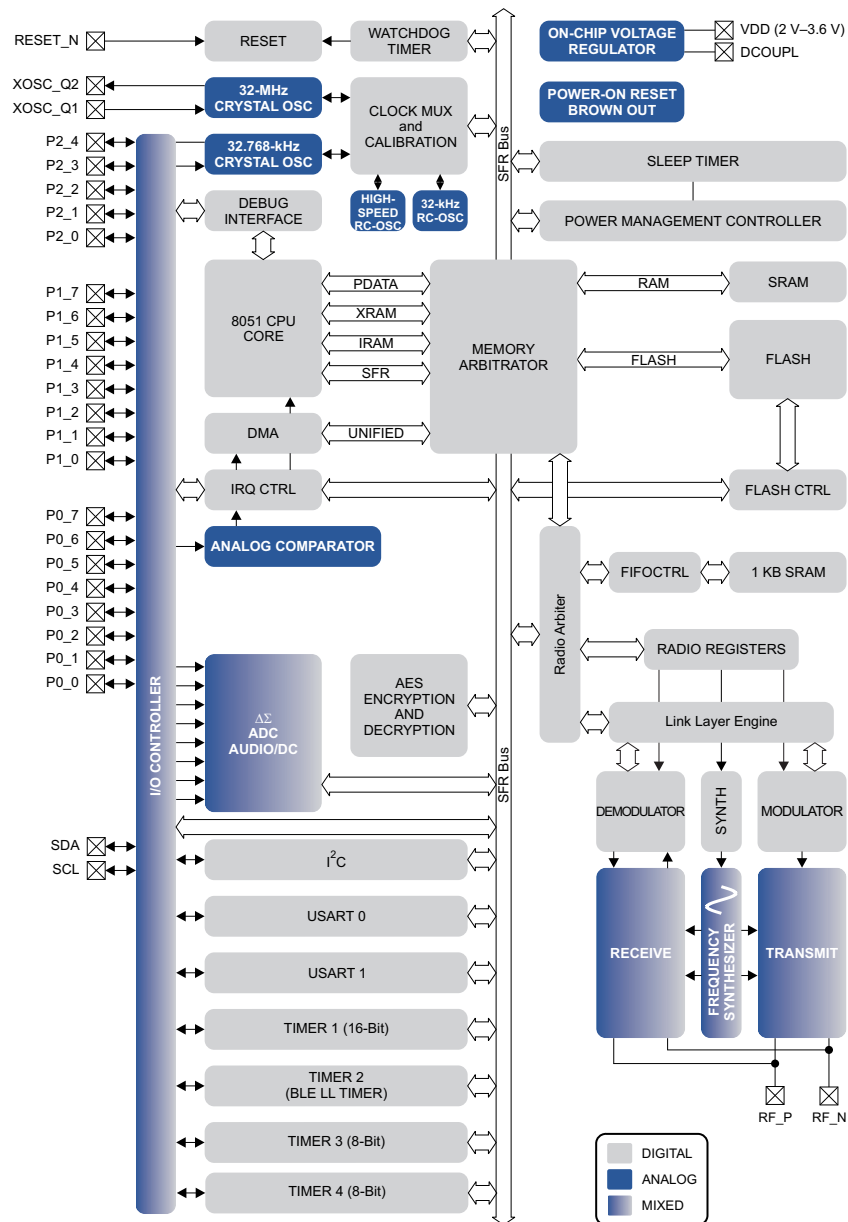 RESET_N
RESET
WATCHDOG
TIMER
ON-CHIP VOLTAGE
REGULATOR
VDD (2 V–3.6 V)
DCOUPL
XOSC_Q2
XOSC_Q1
32-MHz
CRYSTAL OSC
CLOCK MUX
and
CALIBRATION
POWER-ON RESET
BROWN OUT
SFR Bus
P2_4
P2_3
P2_2
P2_1
P2_0
32.768-kHz
CRYSTAL OSC
SLEEP TIMER
DEBUG
INTERFACE
HIGH-
SPEED
RC-OSC
32-kHz
RC-OSC
POWER MANAGEMENT CONTROLLER
P1_7
P1_6
P1_5
P1_4
P1_3
P1_2
P1_1
P1_0
8051 CPU
CORE
PDATA
XRAM
IRAM
SFR
MEMORY
ARBITRATOR
RAM
SRAM
FLASH
FLASH
DMA
UNIFIED
IRQ CTRL
FLASH CTRL
P0_7
P0_6
P0_5
P0_4
P0_3
P0_2
P0_1
P0_0
ANALOG COMPARATOR
Radio Arbiter
FIFOCTRL
1 KB SRAM
RADIO REGISTERS
I/O CONTROLLER
ΔΣ
ADC
AUDIO/DC
AES
ENCRYPTION
AND
DECRYPTION
Link Layer Engine
SFR Bus
DEMODULATOR
SYNTH
MODULATOR
SDA
SCL
I²C
USART 0
USART 1
RECEIVE
FREQUENCY
SYNTHESIZER
TRANSMIT
TIMER 1 (16-Bit)
TIMER 2
(BLE LL TIMER)
RF_P
RF_N
TIMER 3 (8-Bit)
TIMER 4 (8-Bit)
DIGITAL
ANALOG
MIXED